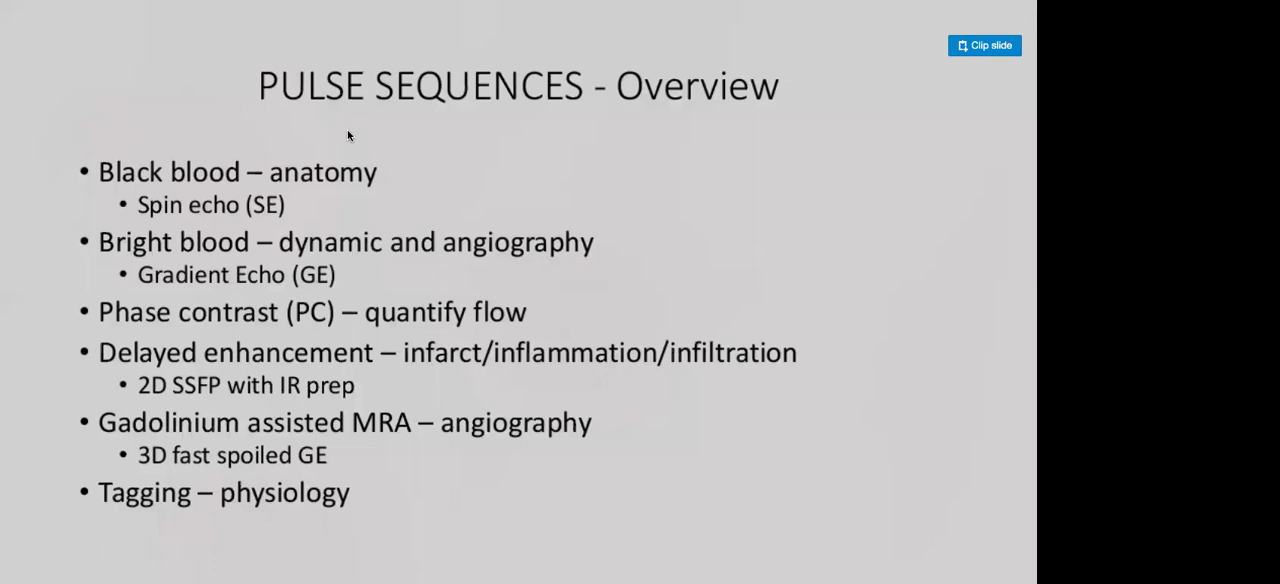 Clip slide
PULSE SEQUENCES - Overview
• Black blood – anatomy
• Spin echo (SE)
• Bright blood – dynamic and angiography
• Gradient Echo (GE)
• Phase contrast (PC) – quantify flow
• Delayed enhancement – infarct/inflammation/infiltration
• 2D SSFP with IR prep
• Gadolinium assisted MRA – angiography
• 3D fast spoiled GE
• Tagging – physiology